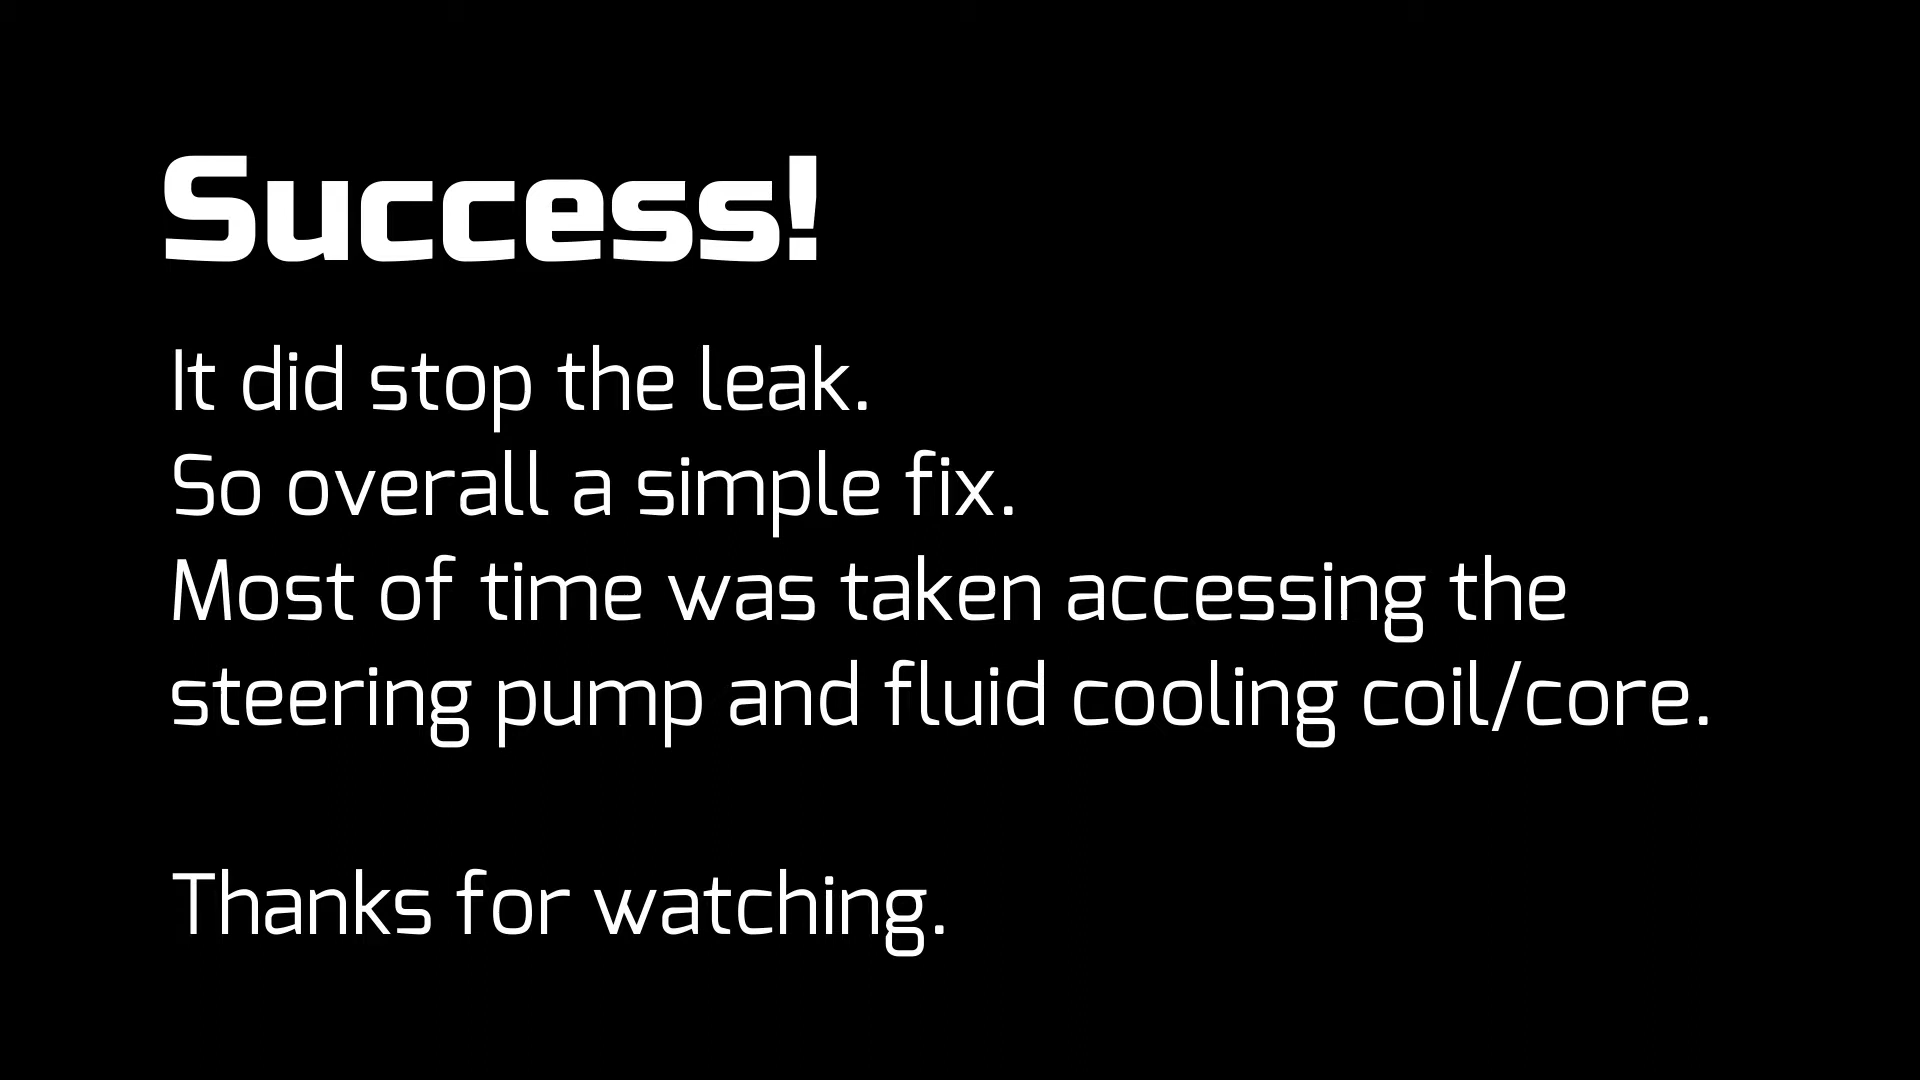 Success!
It did stop the leak.
So overall a simple fix.
Most of time was taken accessing the
steering pump and fluid cooling coil/core.
Thanks for watching.